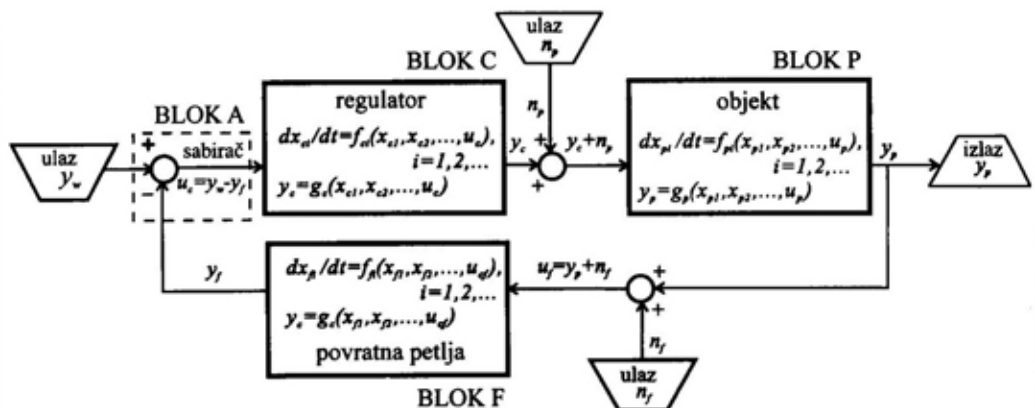 ulaz
n_p
BLOK C
BLOK P
BLOK A
regulator
objekt
n_p
+
sabirač
dx_ci/dt=f_ci(x_c1,x_c2,...,u_c),
i=1,2,...
y_c
+
y_c+n_p
dx_pi/dt=f_pi(x_p1,x_p2,...,u_p),
i=1,2,...
y_p
izlaz
y_p
ulaz
y_w
u_c=y_w-y_f
−
y_c=g_c(x_c1,x_c2,...,u_c)
+
y_p=g_p(x_p1,x_p2,...,u_p)
y_f
dx_fi/dt=f_fi(x_f1,x_f2,...,u_cf),
i=1,2,...
u_f=y_p+n_f
+
+
y_c=g_c(x_f1,x_f2,...,u_cf)
povratna petlja
n_f
BLOK F
ulaz
n_f